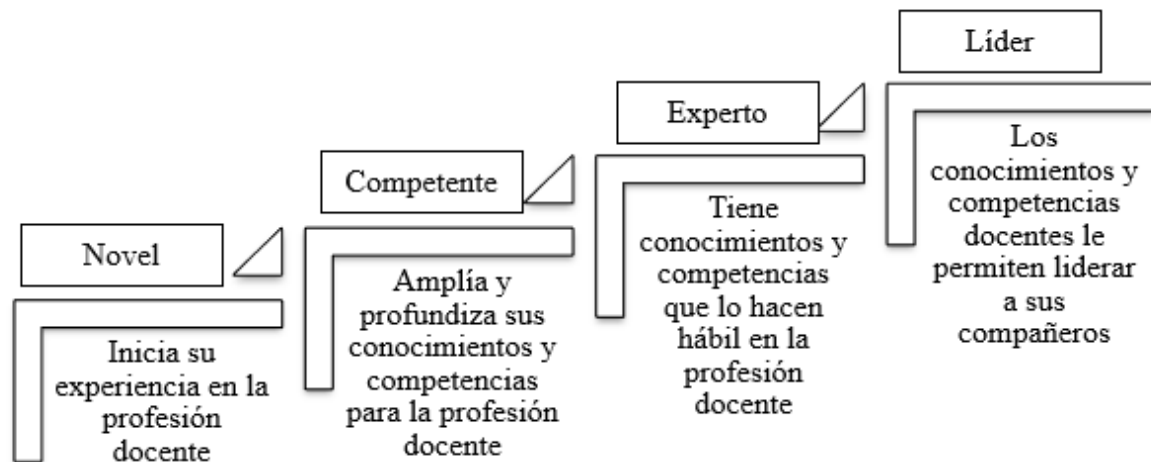 Novel
Inicia su
experiencia en la
profesión
docente
Competente
Amplía y
profundiza sus
conocimientos y
competencias
para la profesión
docente
Experto
Tiene
conocimientos y
competencias
que lo hacen
hábil en la
profesión
docente
Líder
Los
conocimientos y
competencias
docentes le
permiten liderar
a sus
compañeros